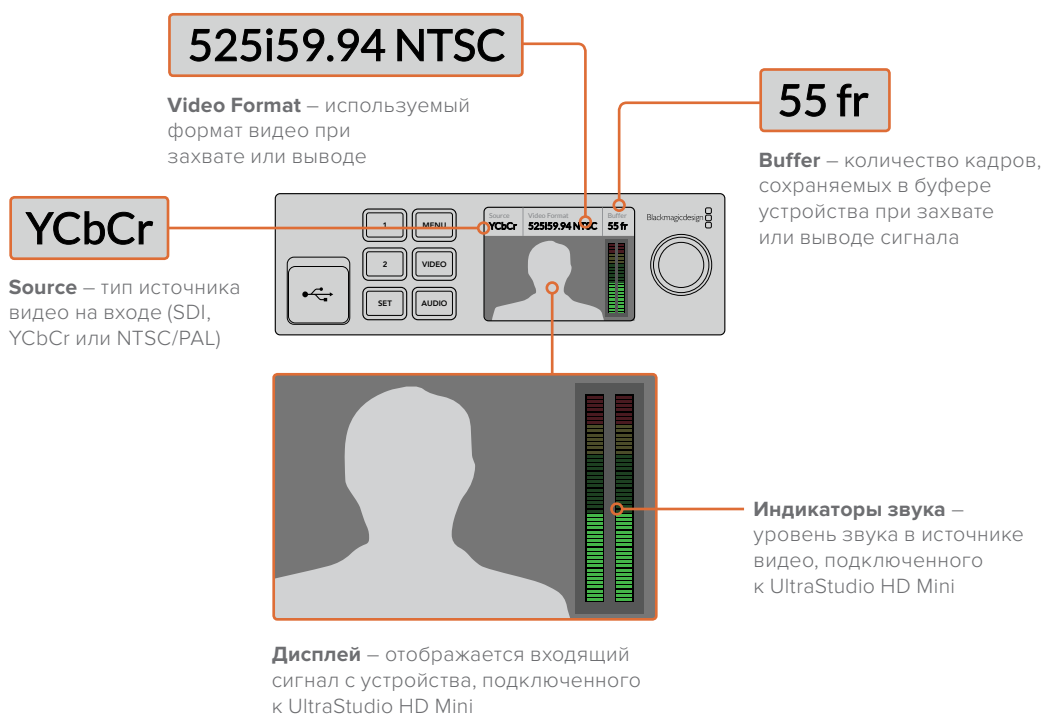 525i59.94 NTSC
Video Format – используемый
формат видео при
захвате или выводе
55 fr
Buffer – количество кадров,
сохраняемых в буфере
устройства при захвате
или выводе сигнала
YCbCr
Source – тип источника
видео на входе (SDI,
YCbCr или NTSC/PAL)
1 MENU
2 VIDEO
SET AUDIO
Source Video Format Buffer
YCbCr 525i59.94 NTSC 55 fr
Blackmagicdesign
Индикаторы звука –
уровень звука в источнике
видео, подключенного
к UltraStudio HD Mini
Дисплей – отображается входящий
сигнал с устройства, подключенного
к UltraStudio HD Mini